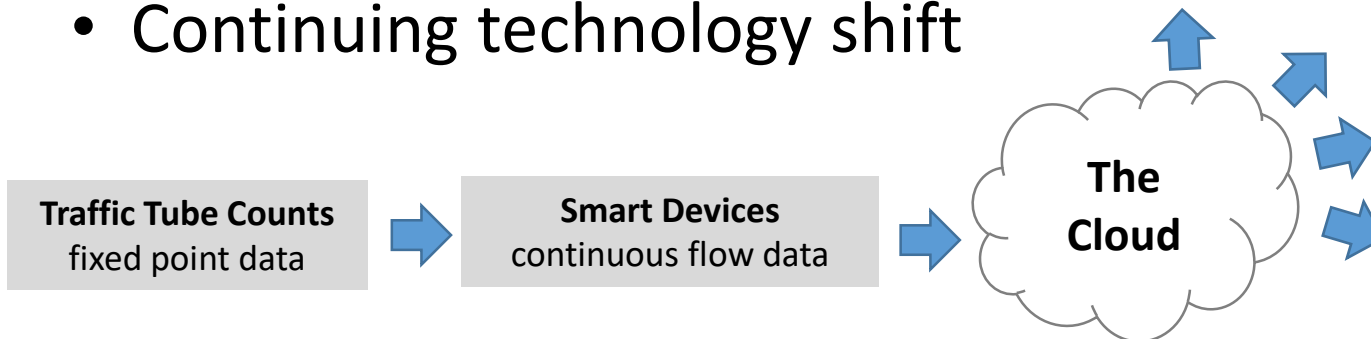 • Continuing technology shift
Traffic Tube Counts
fixed point data
Smart Devices
continuous flow data
The
Cloud